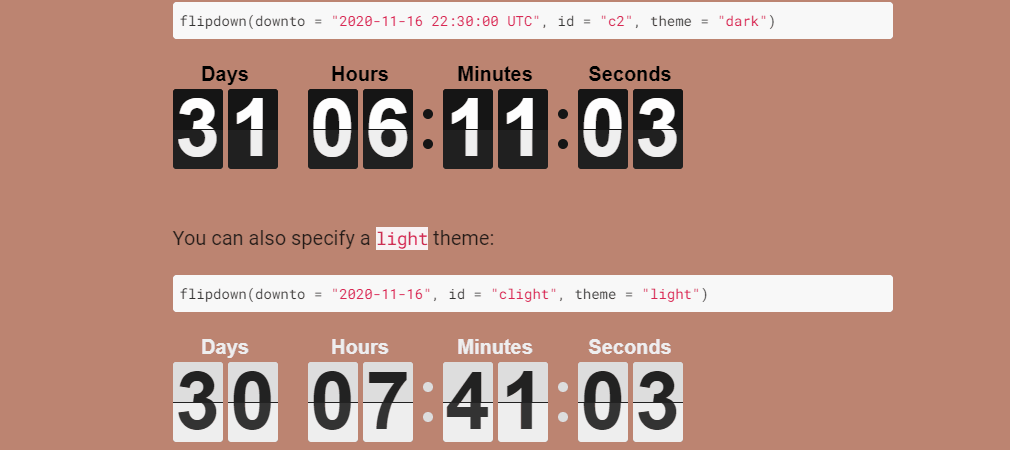 flipdown(downto = "2020-11-16 22:30:00 UTC", id = "c2", theme = "dark")
Days Hours Minutes Seconds
31 06 : 11 : 03
You can also specify a light theme:
flipdown(downto = "2020-11-16", id = "clight", theme = "light")
Days Hours Minutes Seconds
30 07 : 41 : 03